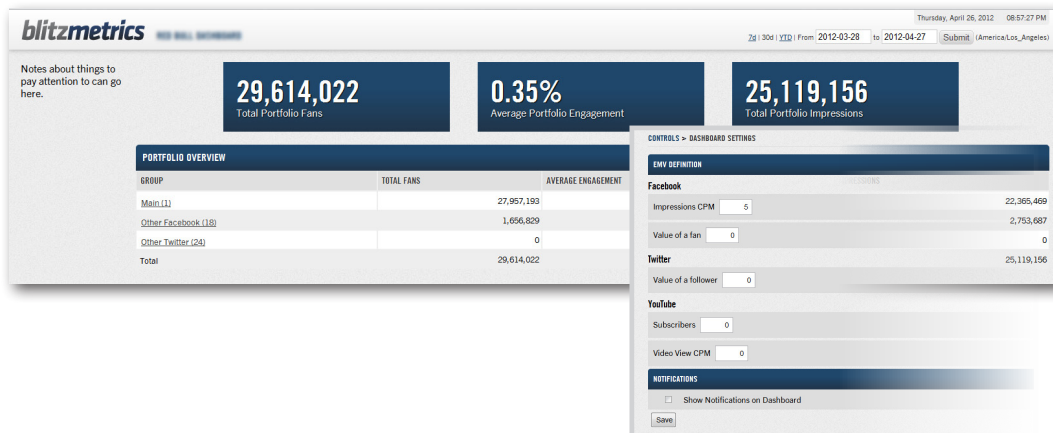 Thursday, April 26, 2012 08:57:27 PM
blitzmetrics RED BULL DASHBOARD
7d | 30d | YTD | From 2012-03-28 to 2012-04-27 Submit (America/Los_Angeles)
Notes about things to
pay attention to can go
here.
29,614,022
Total Portfolio Fans
0.35%
Average Portfolio Engagement
25,119,156
Total Portfolio Impressions
PORTFOLIO OVERVIEW
GROUP TOTAL FANS AVERAGE ENGAGEMENT
Main (1) 27,957,193 22,365,469
Other Facebook (18) 1,656,829 2,753,687
Other Twitter (24) 0 0
Total 29,614,022 25,119,156
CONTROLS > DASHBOARD SETTINGS
EMV DEFINITION
Facebook
Impressions CPM 5
Value of a fan 0
Twitter
Value of a follower 0
YouTube
Subscribers 0
Video View CPM 0
NOTIFICATIONS
Show Notifications on Dashboard
Save